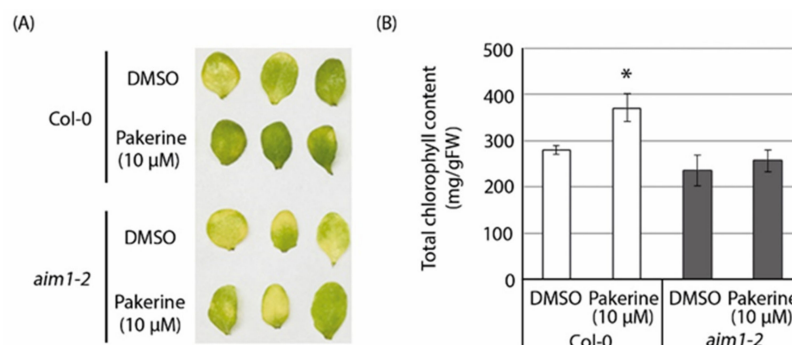 (A)
DMSO
Col-0
Pakerine
(10 μM)
DMSO
aim1-2
Pakerine
(10 μM)
(B)
Total chlorophyll content
(mg/gFW)
500
400
300
200
100
0
*
DMSO Pakerine DMSO Pakerine
(10 μM) (10 μM)
Col-0 aim1-2